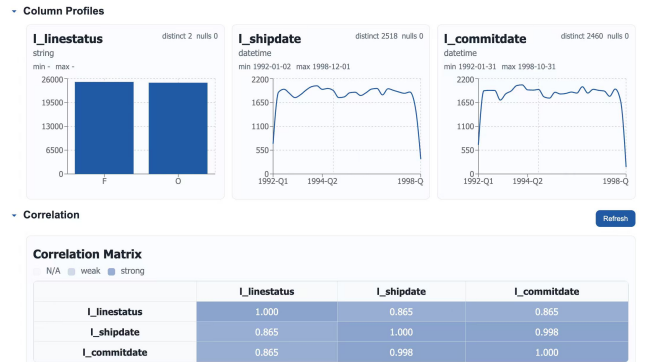 Column Profiles
l_linestatus distinct 2 nulls 0
string
min - max -
26000
19500
13000
6500
0
F O
l_shipdate distinct 2518 nulls 0
datetime
min 1992-01-02 max 1998-12-01
2200
1650
1100
550
0
1992-Q1 1994-Q2 1998-Q
l_commitdate distinct 2460 nulls 0
datetime
min 1992-01-31 max 1998-10-31
2200
1650
1100
550
0
1992-Q1 1994-Q2 1998-Q
Correlation Refresh
Correlation Matrix
N/A weak strong
l_linestatus l_shipdate l_commitdate
l_linestatus 1.000 0.865 0.865
l_shipdate 0.865 1.000 0.998
l_commitdate 0.865 0.998 1.000